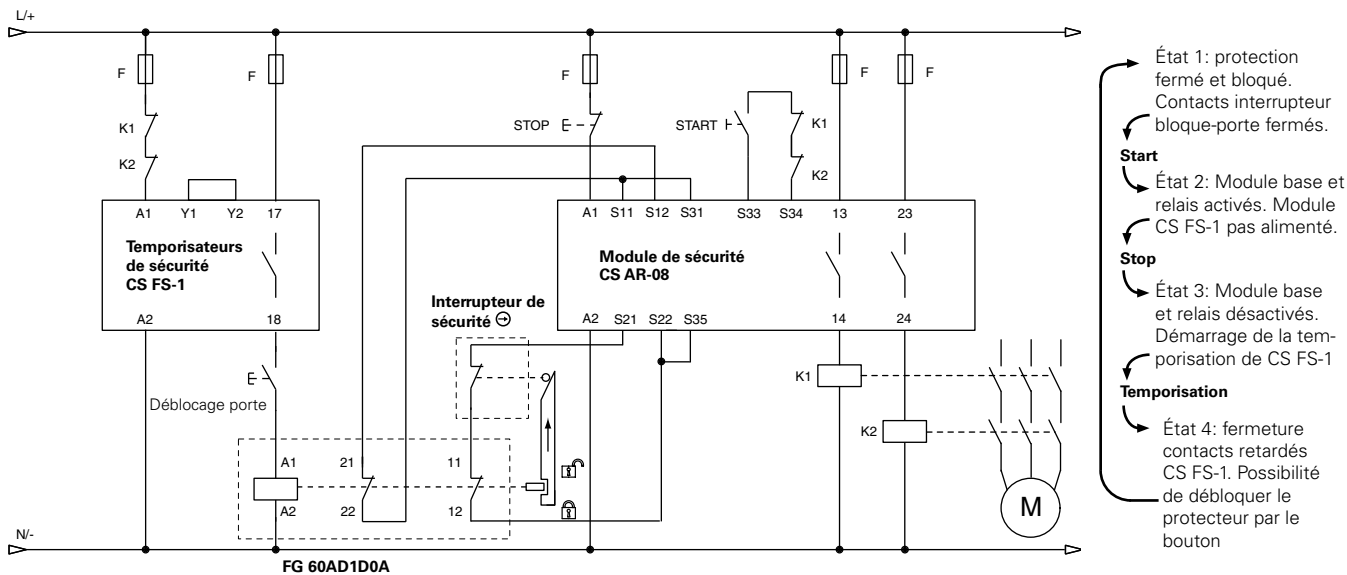 L/+
F
F
F
F
F
K1
K2
STOP
START
K1
K2
A1 Y1 Y2 17
A1 S11 S12 S31 S33 S34 13 23
Temporisateurs
de sécurité
CS FS-1
Module de sécurité
CS AR-08
A2 18
A2 S21 S22 S35 14 24
Interrupteur de
sécurité
Déblocage porte
K1
K2
A1 21 11
A2 22 12
M
N/-
FG 60AD1D0A
État 1: protection
fermé et bloqué.
Contacts interrupteur
bloque-porte fermés.
Start
État 2: Module base et
relais activés. Module
CS FS-1 pas alimenté.
Stop
État 3: Module base
et relais désactivés.
Démarrage de la tem-
porisation de CS FS-1
Temporisation
État 4: fermeture
contacts retardés
CS FS-1. Possibilité
de débloquer le
protecteur par le
bouton